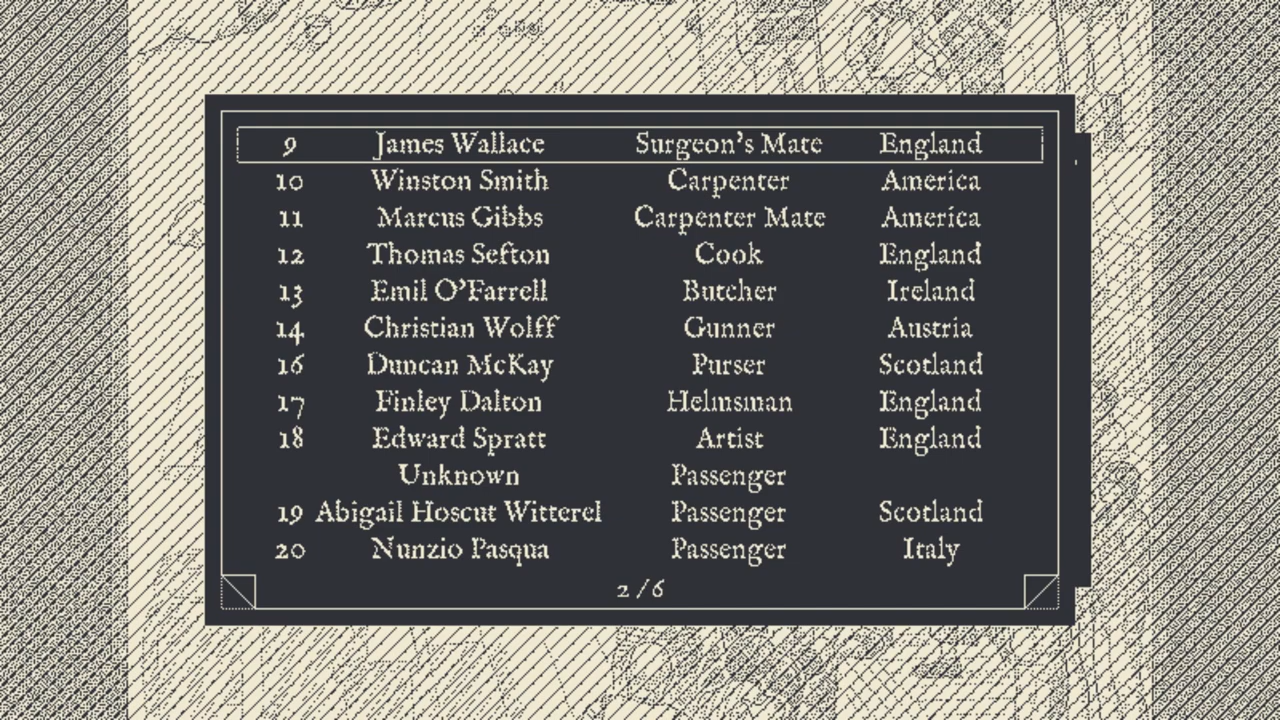 9 James Wallace Surgeon's Mate England
10 Winston Smith Carpenter America
11 Marcus Gibbs Carpenter Mate America
12 Thomas Sefton Cook England
13 Emil O'Farrell Butcher Ireland
14 Christian Wolff Gunner Austria
16 Duncan McKay Purser Scotland
17 Finley Dalton Helmsman England
18 Edward Spratt Artist England
Unknown Passenger
19 Abigail Hoscut Witterel Passenger Scotland
20 Nunzio Pasqua Passenger Italy
2/6